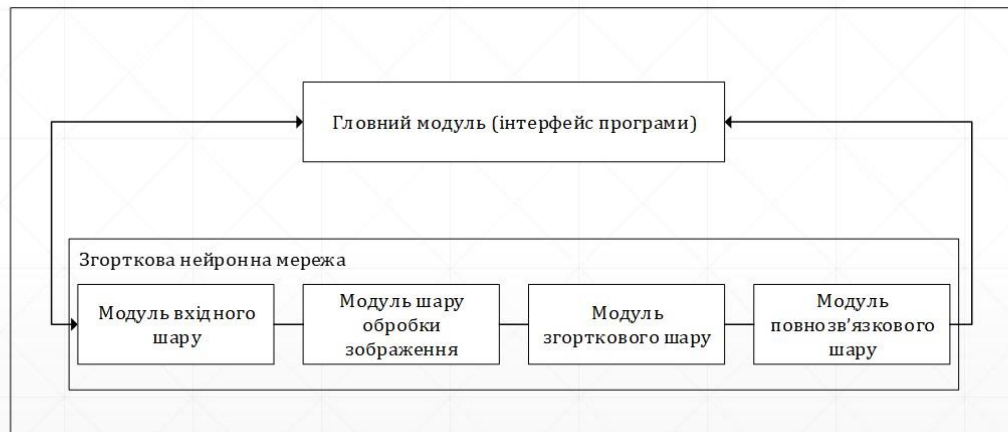 Гловний модуль (інтерфейс програми)
Згорткова нейронна мережа
Модуль вхідного
шару
Модуль шару
обробки
зображення
Модуль
згорткового шару
Модуль
повнозв'язкового
шару